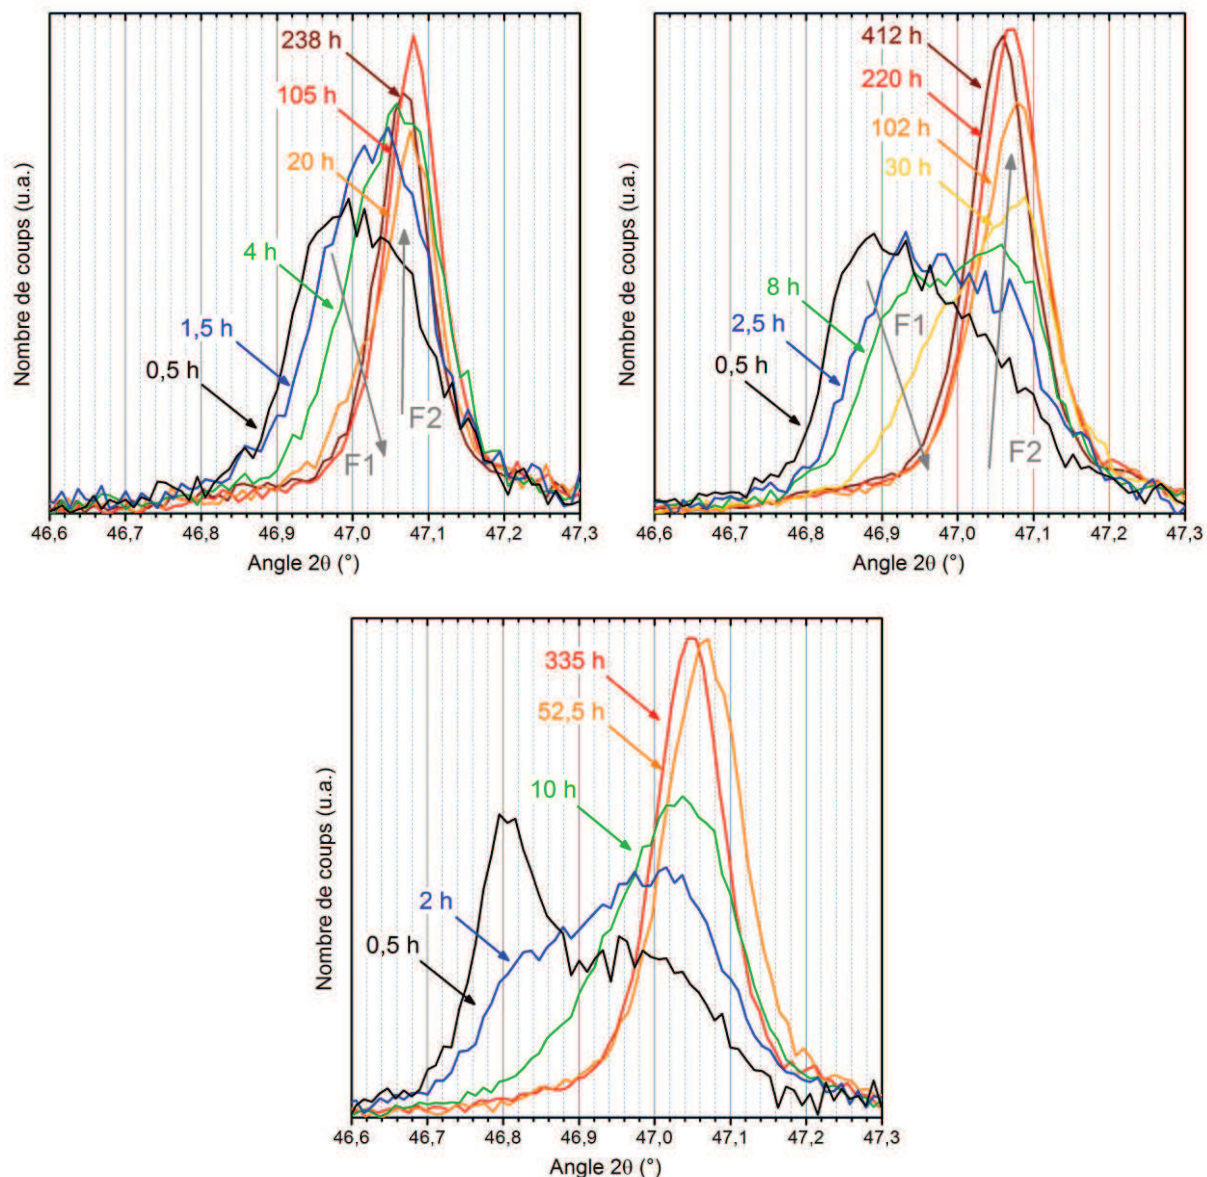 238 h
105 h
20 h
4 h
1,5 h
0,5 h
F1
F2
Nombre de coups (u.a.)
46,6 46,7 46,8 46,9 47,0 47,1 47,2 47,3
Angle 2θ (°)
412 h
220 h
102 h
30 h
8 h
2,5 h
0,5 h
F1
F2
Nombre de coups (u.a.)
46,6 46,7 46,8 46,9 47,0 47,1 47,2 47,3
Angle 2θ (°)
335 h
52,5 h
10 h
2 h
0,5 h
Nombre de coups (u.a.)
46,6 46,7 46,8 46,9 47,0 47,1 47,2 47,3
Angle 2θ (°)